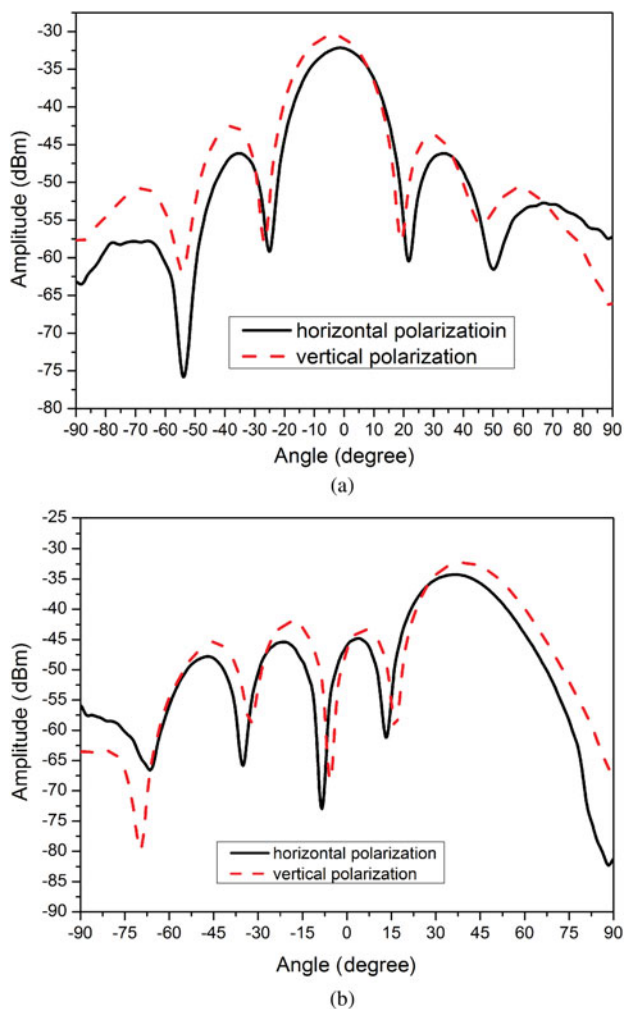 -30
-35
-40
-45
-50
-55
-60
-65
-70
-75
-80
Amplitude (dBm)
horizontal polarizatioin
vertical polarization
-90 -80 -70 -60 -50 -40 -30 -20 -10 0 10 20 30 40 50 60 70 80 90
Angle (degree)
(a)
-25
-30
-35
-40
-45
-50
-55
-60
-65
-70
-75
-80
-85
-90
Amplitude (dBm)
horizontal polarization
vertical polarization
-90 -75 -60 -45 -30 -15 0 15 30 45 60 75 90
Angle (degree)
(b)